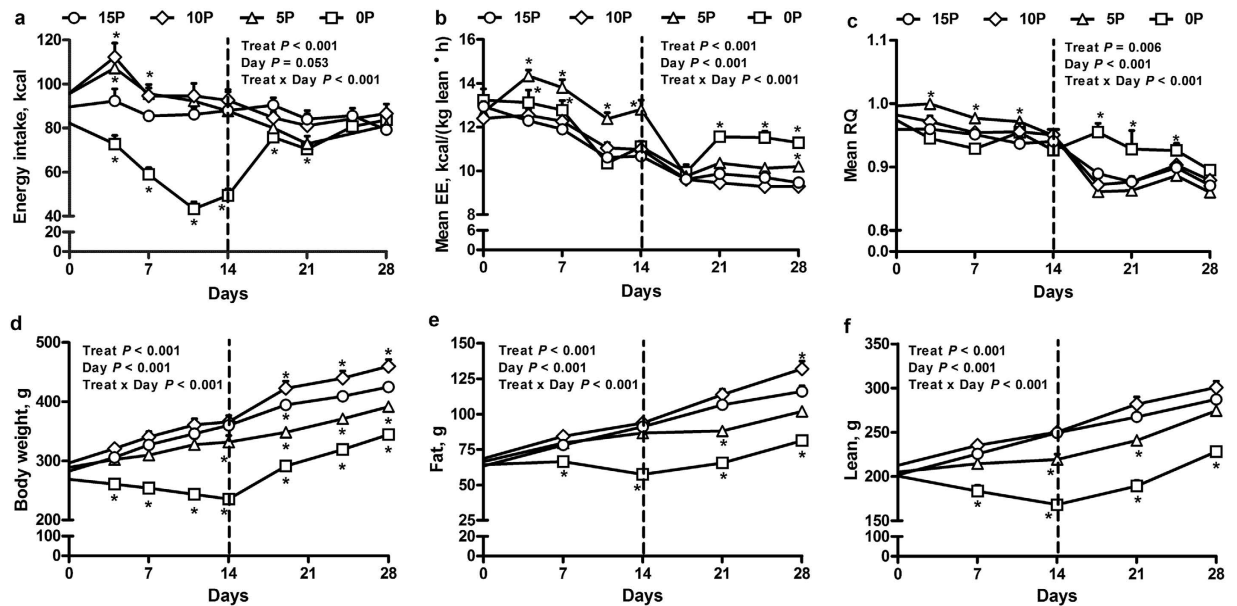 a
15P 10P 5P 0P
Energy intake, kcal
120
100
80
60
40
20
0
Treat P < 0.001
Day P = 0.053
Treat x Day P < 0.001
* * * * * * * * * *
0 7 14 21 28
Days
b
15P 10P 5P 0P
Mean EE, kcal/(kg lean * h)
16
14
12
10
6
0
Treat P < 0.001
Day P < 0.001
Treat x Day P < 0.001
* * * * * * * * * *
0 7 14 21 28
Days
c
15P 10P 5P 0P
Mean RQ
1.1
1.0
0.9
0.8
0.0
Treat P = 0.006
Day P < 0.001
Treat x Day P < 0.001
* * * * * *
0 7 14 21 28
Days
d
Body weight, g
500
400
300
200
100
0
Treat P < 0.001
Day P < 0.001
Treat x Day P < 0.001
* * * * * * * * * * * * * *
0 7 14 21 28
Days
e
Fat, g
150
125
100
75
50
25
20
0
Treat P < 0.001
Day P < 0.001
Treat x Day P < 0.001
* * * * * *
0 7 14 21 28
Days
f
Lean, g
350
300
250
200
150
100
0
Treat P < 0.001
Day P < 0.001
Treat x Day P < 0.001
* * * * * *
0 7 14 21 28
Days